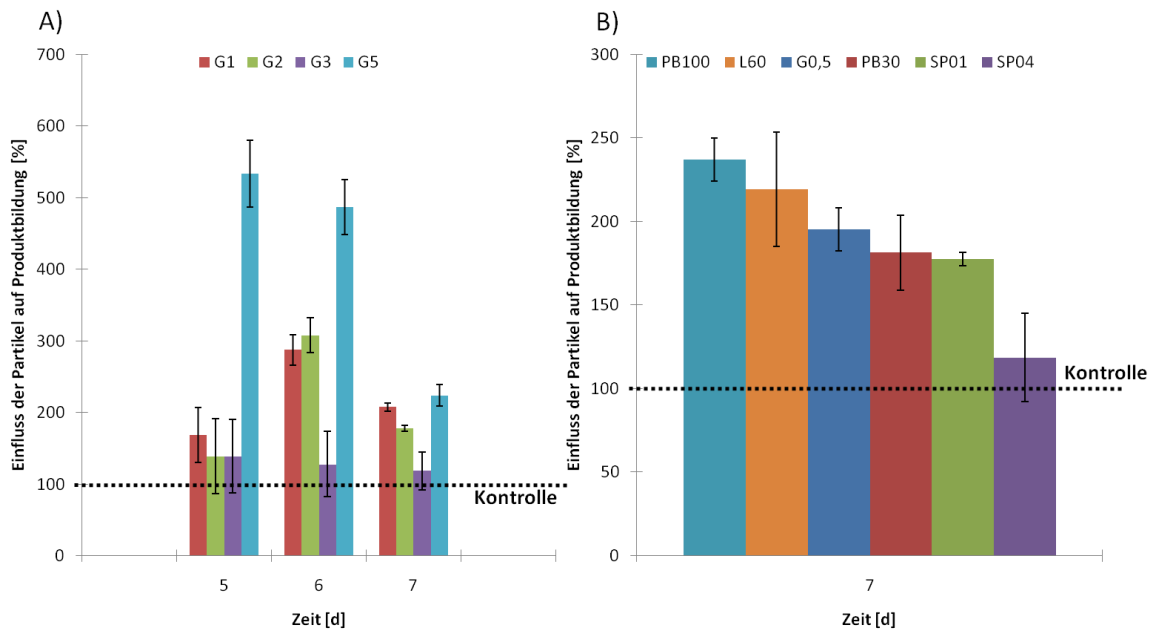 A)
Einfluss der Partikel auf Produktbildung [%]
700
600
500
400
300
200
100
0
G1 G2 G3 G5
Kontrolle
5 6 7
Zeit [d]
B)
Einfluss der Partikel auf Produktbildung [%]
300
250
200
150
100
50
0
PB100 L60 G0,5 PB30 SP01 SP04
Kontrolle
7
Zeit [d]